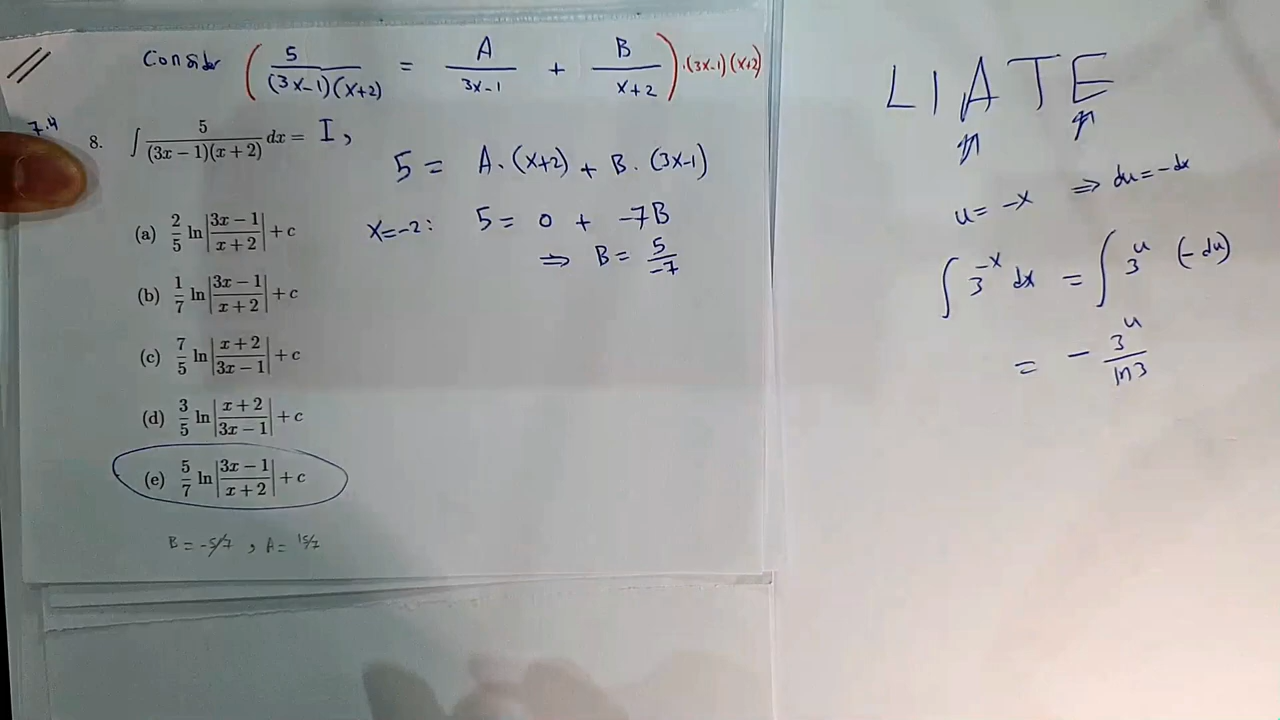 Consider ( 5/((3x-1)(x+2)) = A/(3x-1) + B/(x+2) ) ·(3x-1)(x+2)
7.4
8. ∫ 5/((3x − 1)(x + 2)) dx = I,
5 = A·(x+2) + B·(3x-1)
x=-2: 5 = 0 + -7B
⇒ B = 5/-7
(a) 2/5 ln|(3x − 1)/(x + 2)| + c
(b) 1/7 ln|(3x − 1)/(x + 2)| + c
(c) 7/5 ln|(x + 2)/(3x − 1)| + c
(d) 3/5 ln|(x + 2)/(3x − 1)| + c
(e) 5/7 ln|(3x − 1)/(x + 2)| + c
B = -5/7 , A = 15/7
LIATE
u = -x ⇒ du = -dx
∫ 3^-x dx = ∫ 3^u (-du)
= - 3^u/ln3